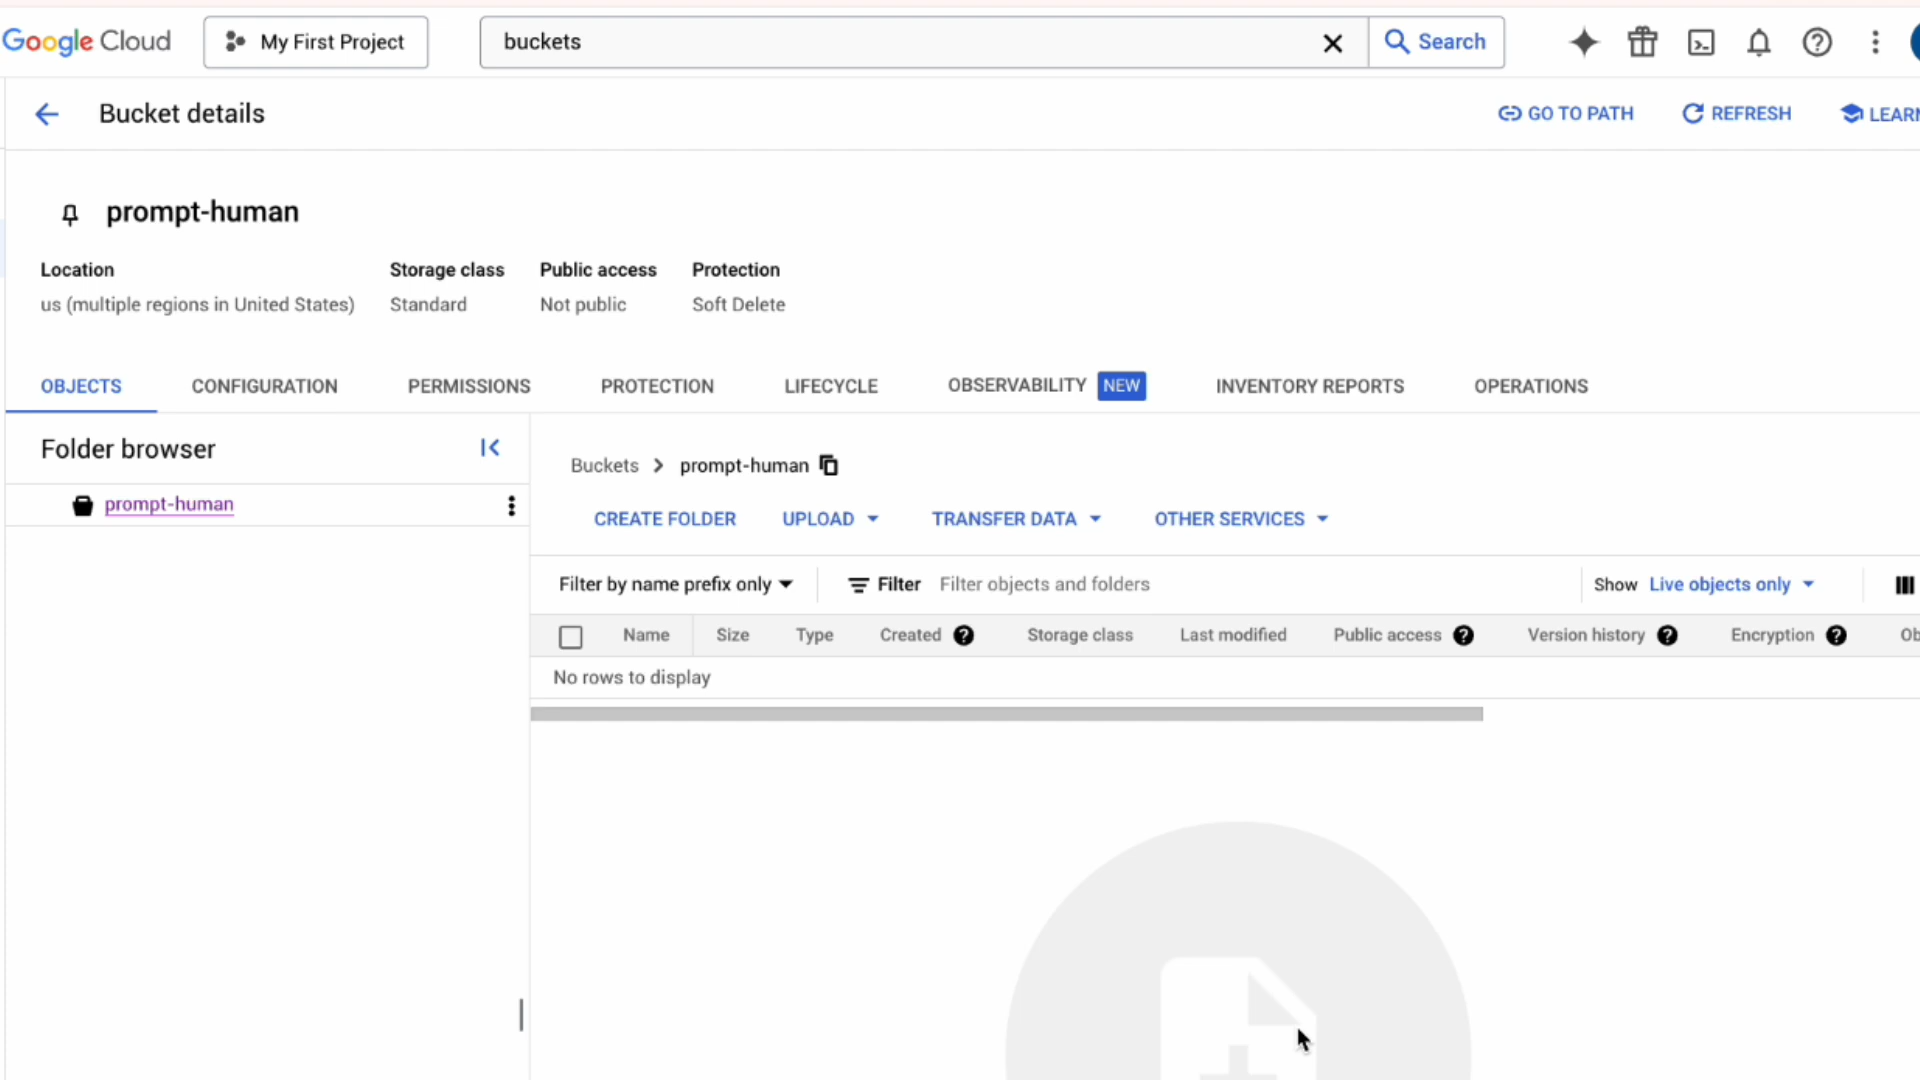 Google Cloud My First Project buckets Search
Bucket details GO TO PATH REFRESH LEARN
prompt-human
Location Storage class Public access Protection
us (multiple regions in United States) Standard Not public Soft Delete
OBJECTS CONFIGURATION PERMISSIONS PROTECTION LIFECYCLE OBSERVABILITY NEW INVENTORY REPORTS OPERATIONS
Folder browser
prompt-human
Buckets > prompt-human
CREATE FOLDER UPLOAD TRANSFER DATA OTHER SERVICES
Filter by name prefix only Filter Filter objects and folders Show Live objects only
Name Size Type Created Storage class Last modified Public access Version history Encryption Ob
No rows to display